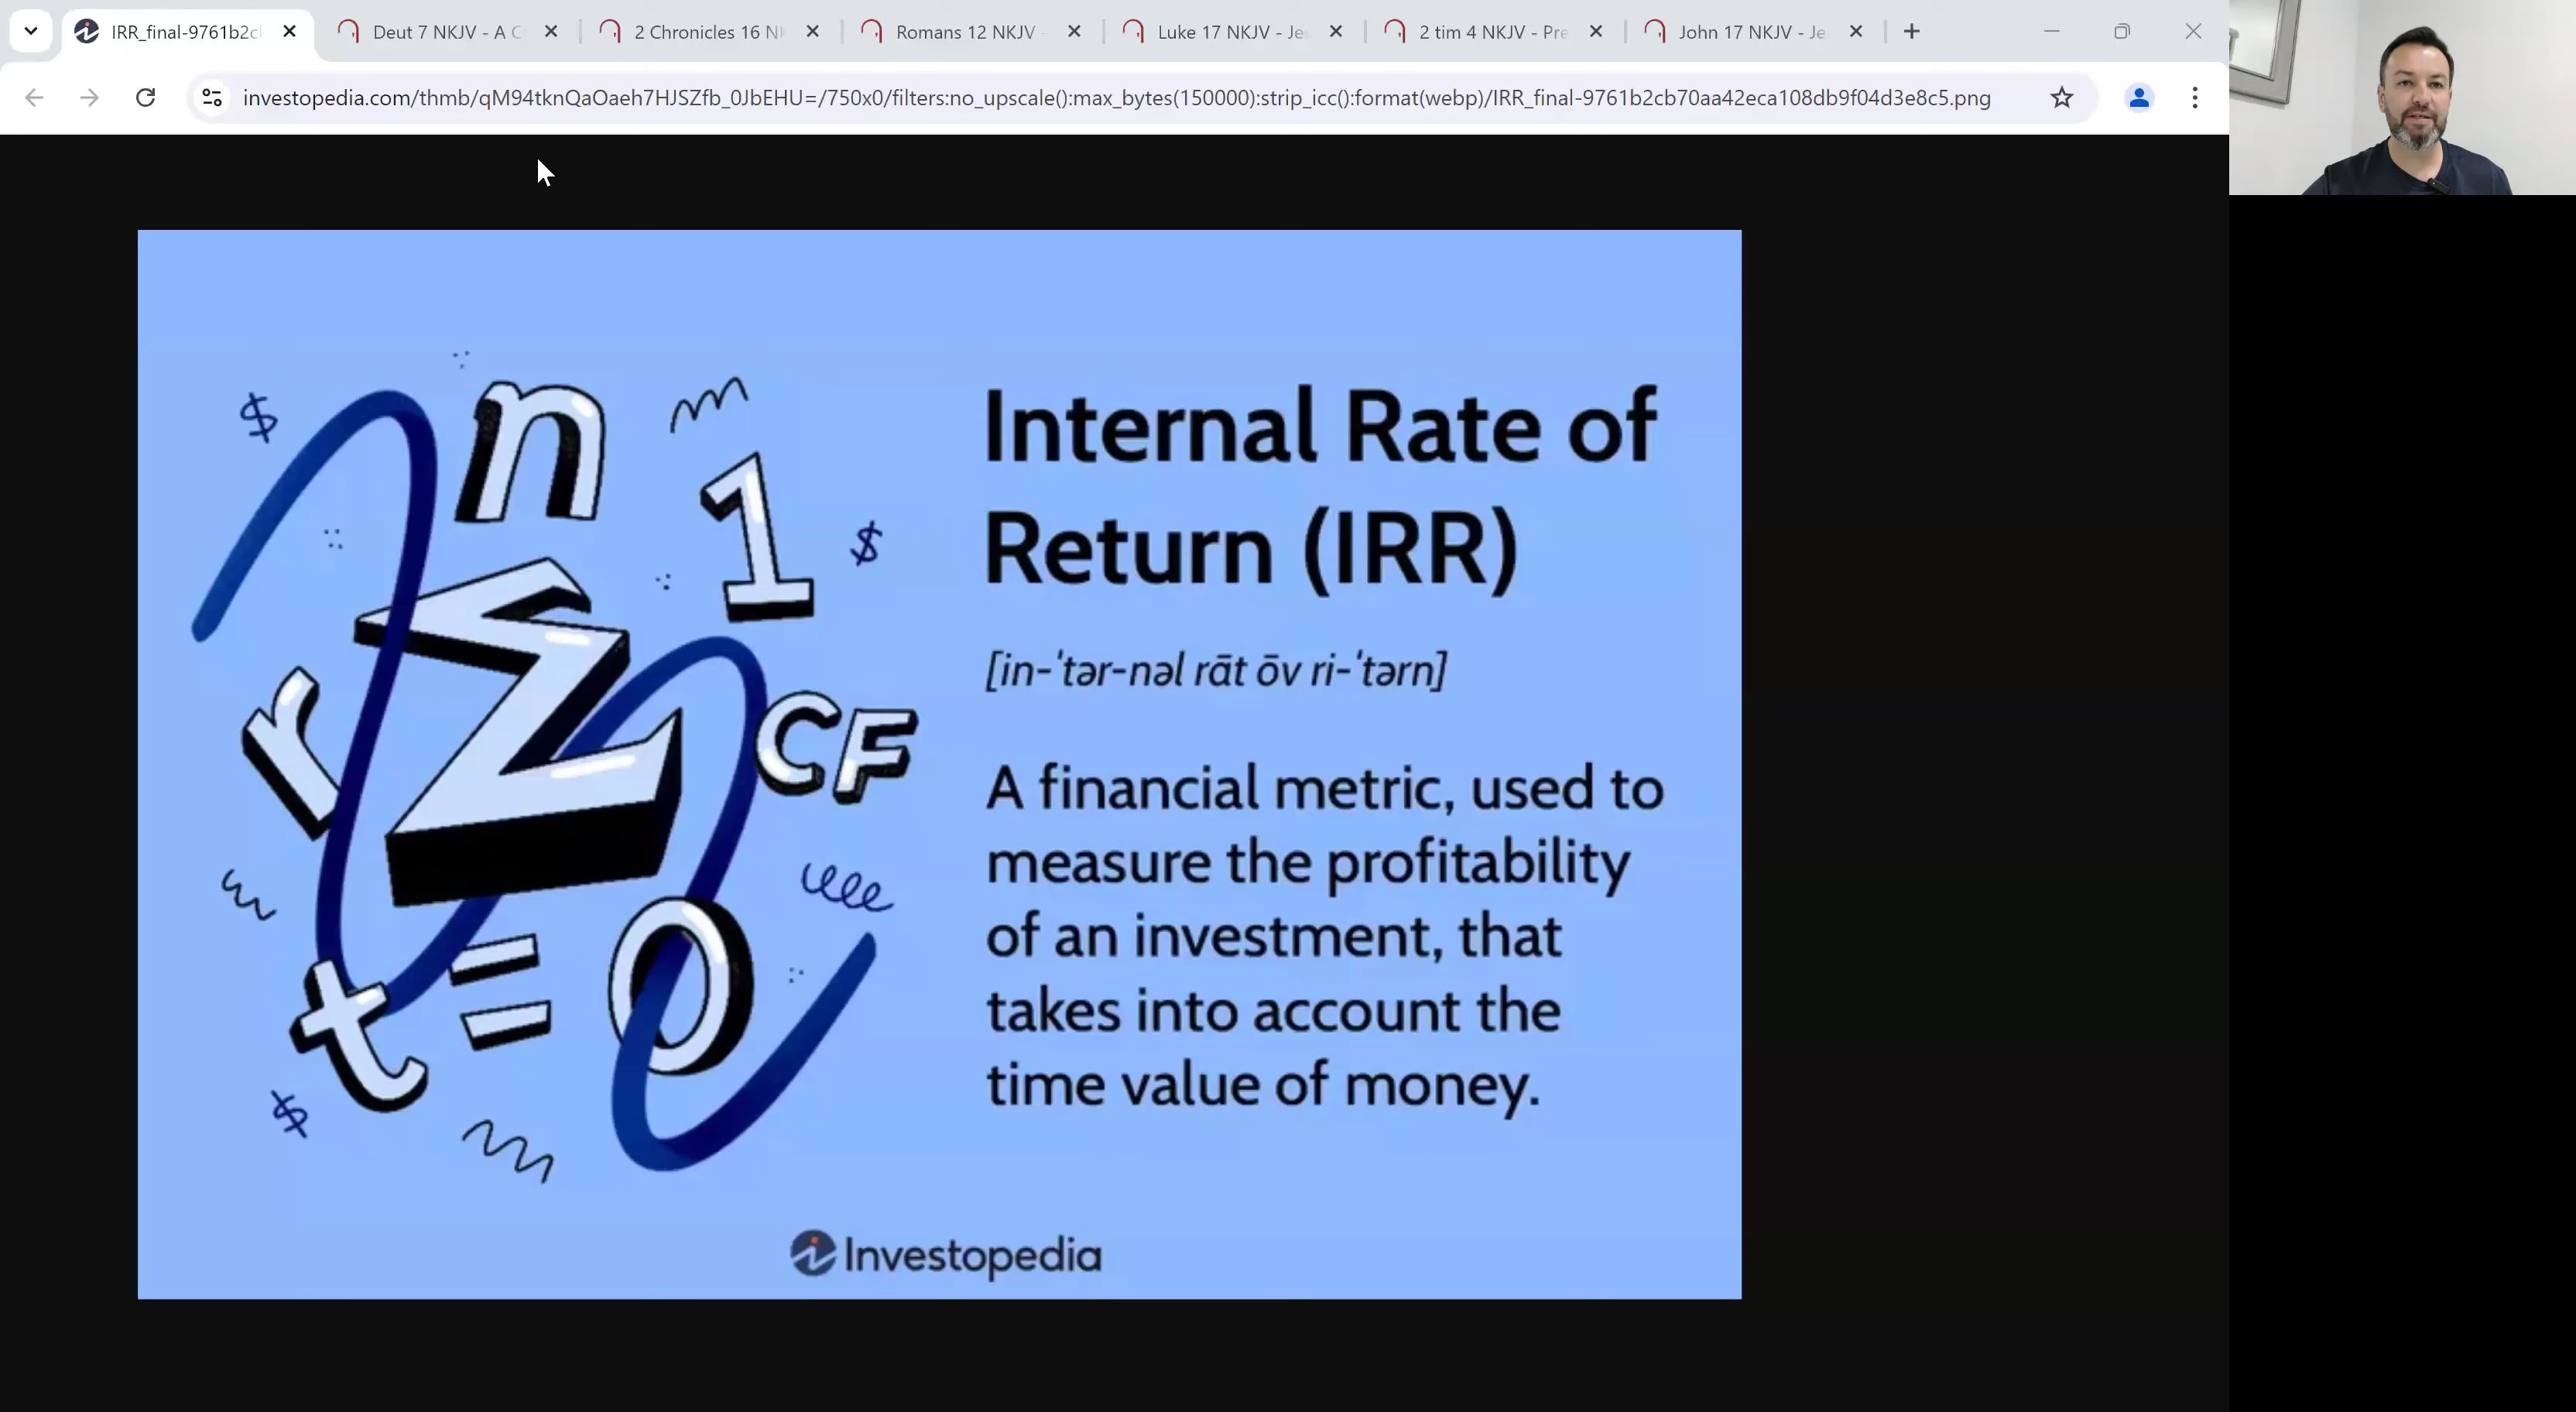 IRR_final-9761b2c
Deut 7 NKJV - A C
2 Chronicles 16 N
Romans 12 NKJV -
Luke 17 NKJV - Je
2 tim 4 NKJV - Pre
John 17 NKJV - Je
investopedia.com/thmb/qM94tknQaOaeh7HJSZfb_0JbEHU=/750x0/filters:no_upscale():max_bytes(150000):strip_icc():format(webp)/IRR_final-9761b2cb70aa42eca108db9f04d3e8c5.png
$
n
1
$
r
Σ
CF
t = 0
$
Internal Rate of
Return (IRR)
[in-ˈtər-nəl rāt ōv ri-ˈtərn]
A financial metric, used to
measure the profitability
of an investment, that
takes into account the
time value of money.
Investopedia